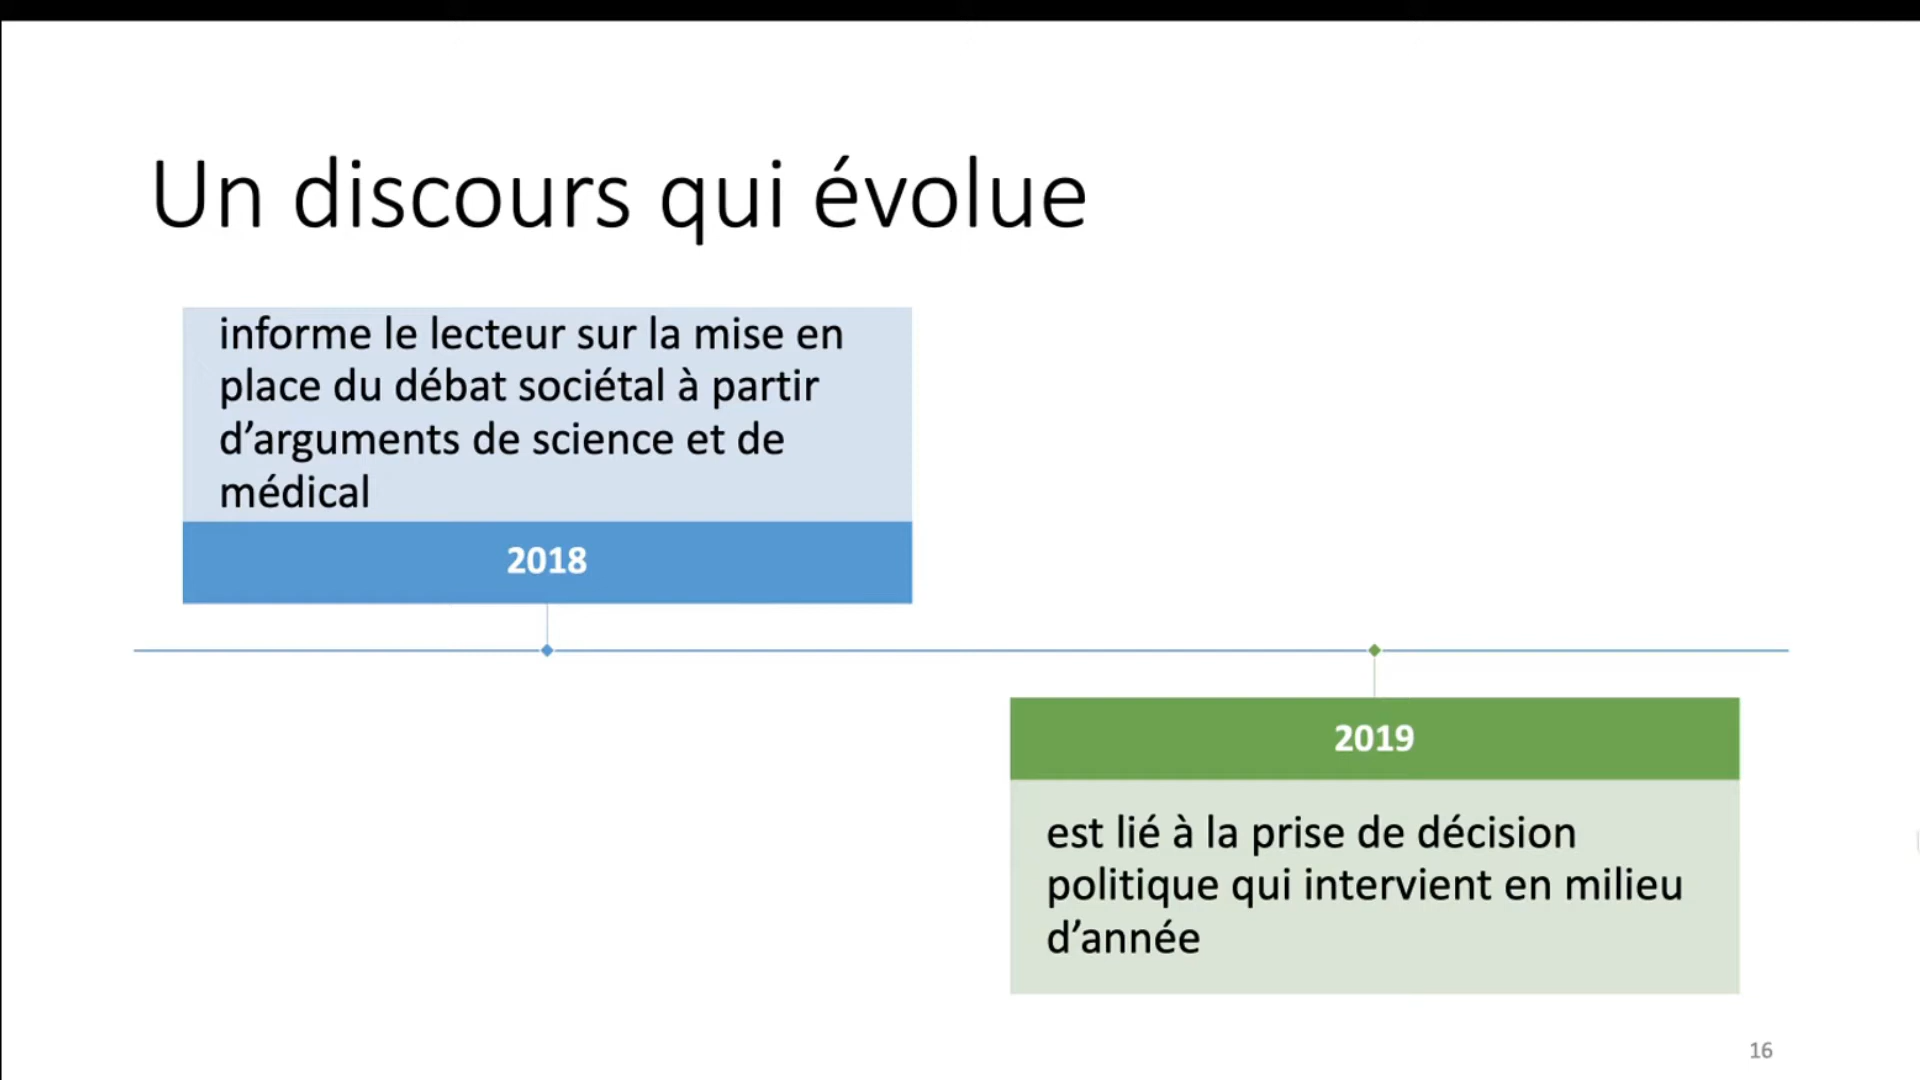 Un discours qui évolue
informe le lecteur sur la mise en
place du débat sociétal à partir
d’arguments de science et de
médical
2018
2019
est lié à la prise de décision
politique qui intervient en milieu
d’année
16